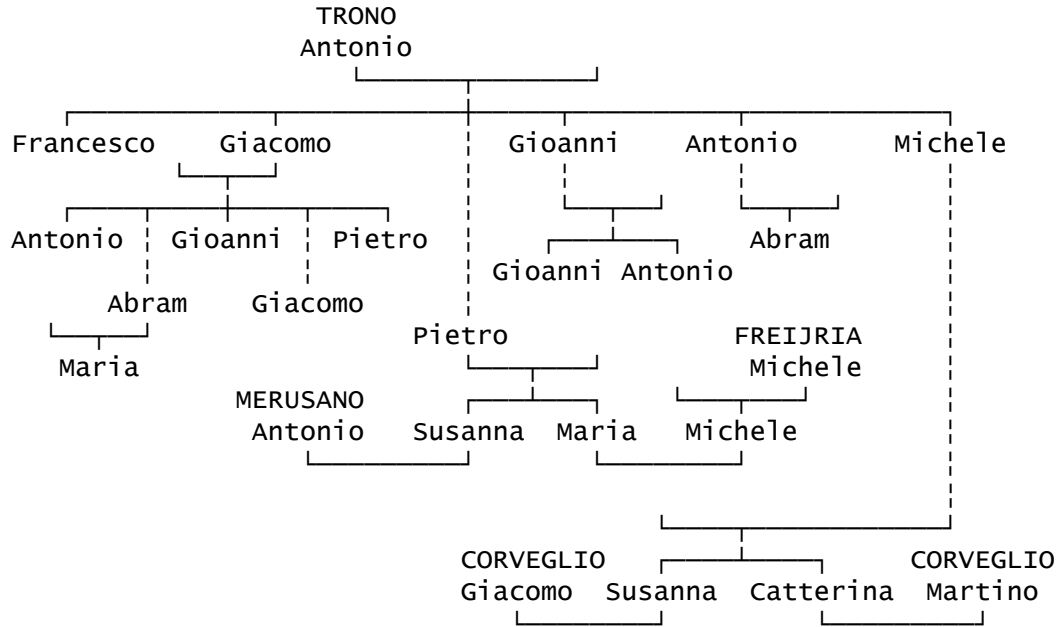 TRONO
Antonio
Francesco Giacomo Gioanni Antonio Michele
Antonio Gioanni Pietro Abram
Gioanni Antonio
Abram Giacomo
Pietro FREIJRIA
Maria Michele
MERUSANO
Antonio Susanna Maria Michele
CORVEGLIO CORVEGLIO
Giacomo Susanna Catterina Martino